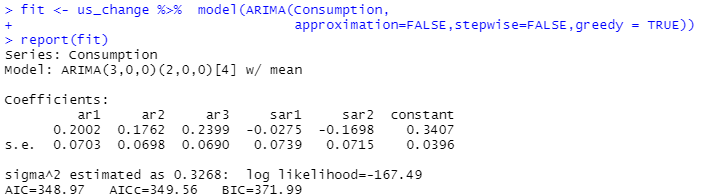 > fit <- us_change %>%  model(ARIMA(Consumption,
+                                   approximation=FALSE,stepwise=FALSE,greedy = TRUE))
> report(fit)
Series: Consumption
Model: ARIMA(3,0,0)(2,0,0)[4] w/ mean

Coefficients:
         ar1     ar2     ar3     sar1     sar2  constant
      0.2002  0.1762  0.2399  -0.0275  -0.1698    0.3407
s.e.  0.0703  0.0698  0.0690   0.0739   0.0715    0.0396

sigma^2 estimated as 0.3268:  log likelihood=-167.49
AIC=348.97   AICc=349.56   BIC=371.99